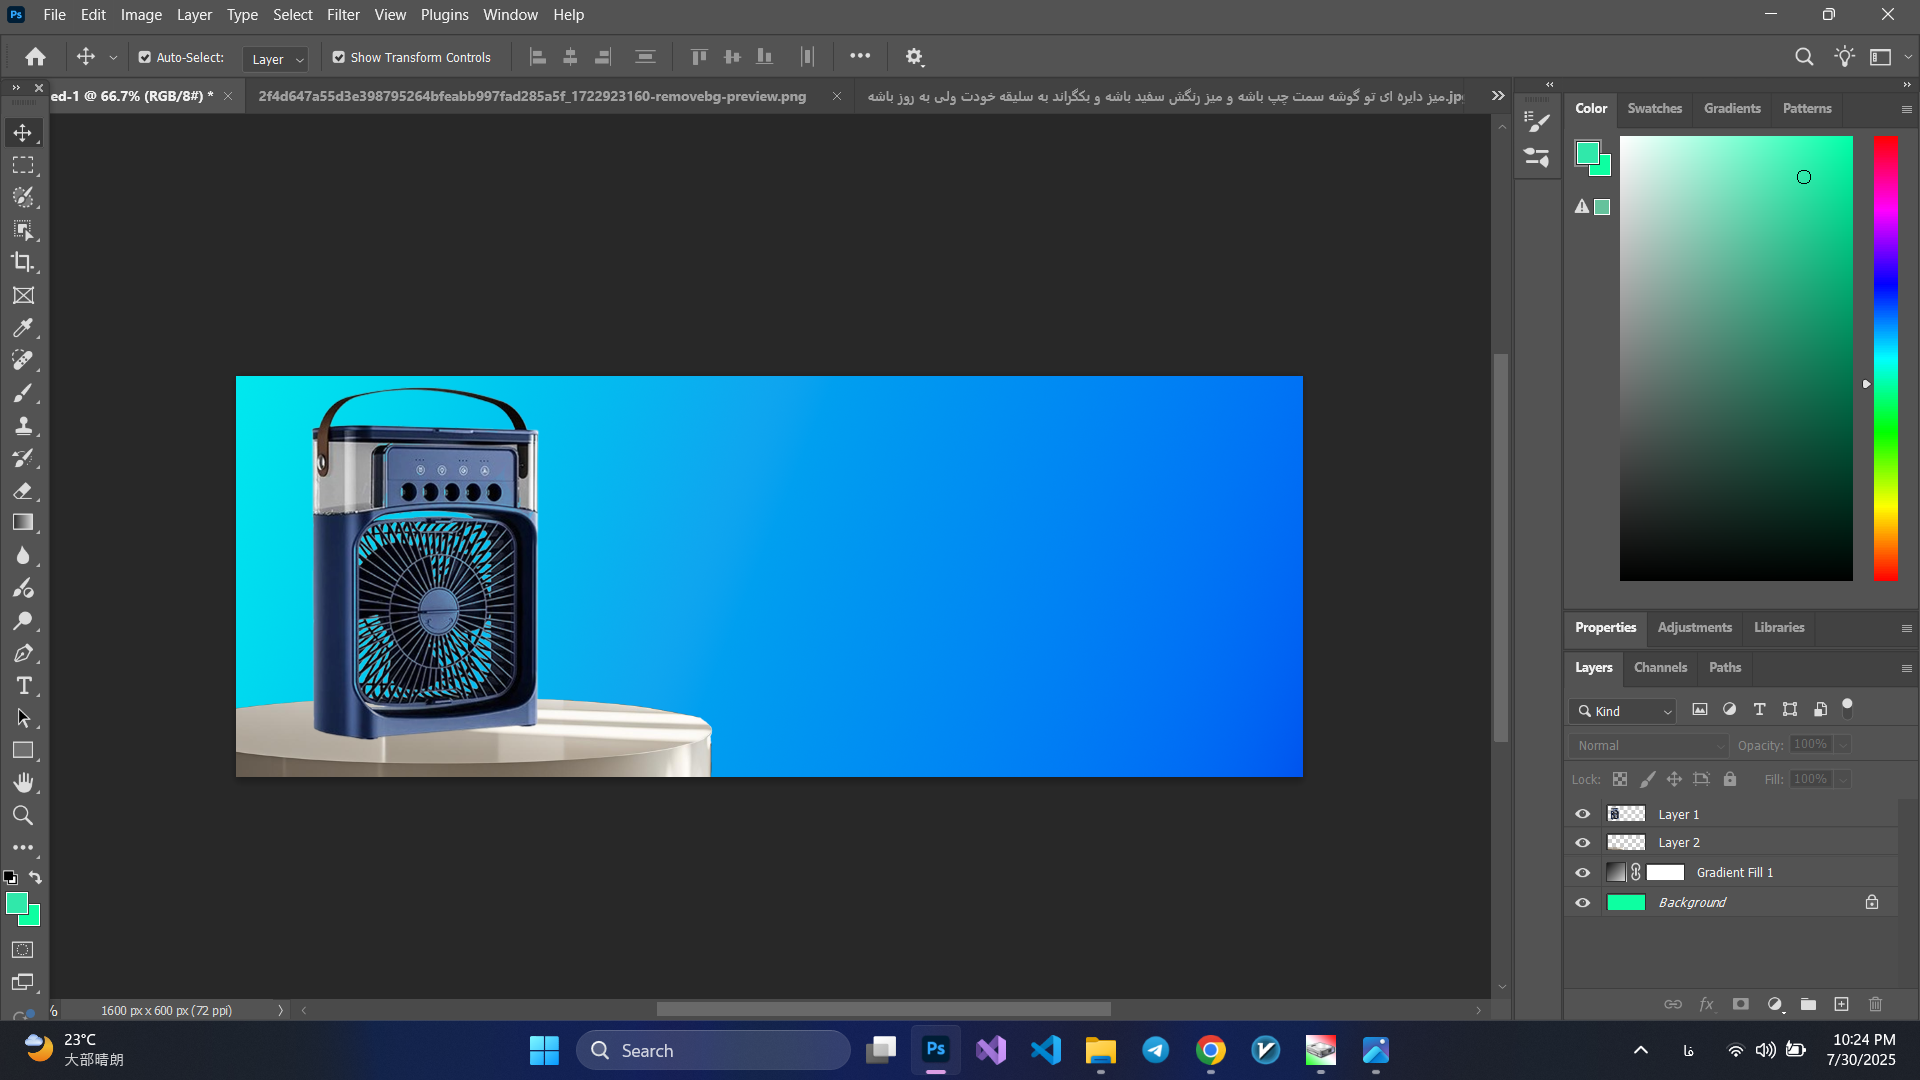 Ps File Edit Image Layer Type Select Filter View Plugins Window Help
Auto-Select: Layer Show Transform Controls •••
ed-1 @ 66.7% (RGB/8#) * 2f4d647a55d3e398795264bfeabb997fad285a5f_1722923160-removebg-preview.png میز دایره ای تو گوشه سمت چپ باشه و میز رنگش سفید باشه و بکگراند به سلیقه خودت ولی به روز باشه.jp
Color Swatches Gradients Patterns
Properties Adjustments Libraries
Layers Channels Paths
Kind
Normal Opacity: 100%
Lock: Fill: 100%
Layer 1
Layer 2
Gradient Fill 1
Background
% 1600 px x 600 px (72 ppi)
23°C
大部晴朗
Search
Ps
فا
10:24 PM
7/30/2025